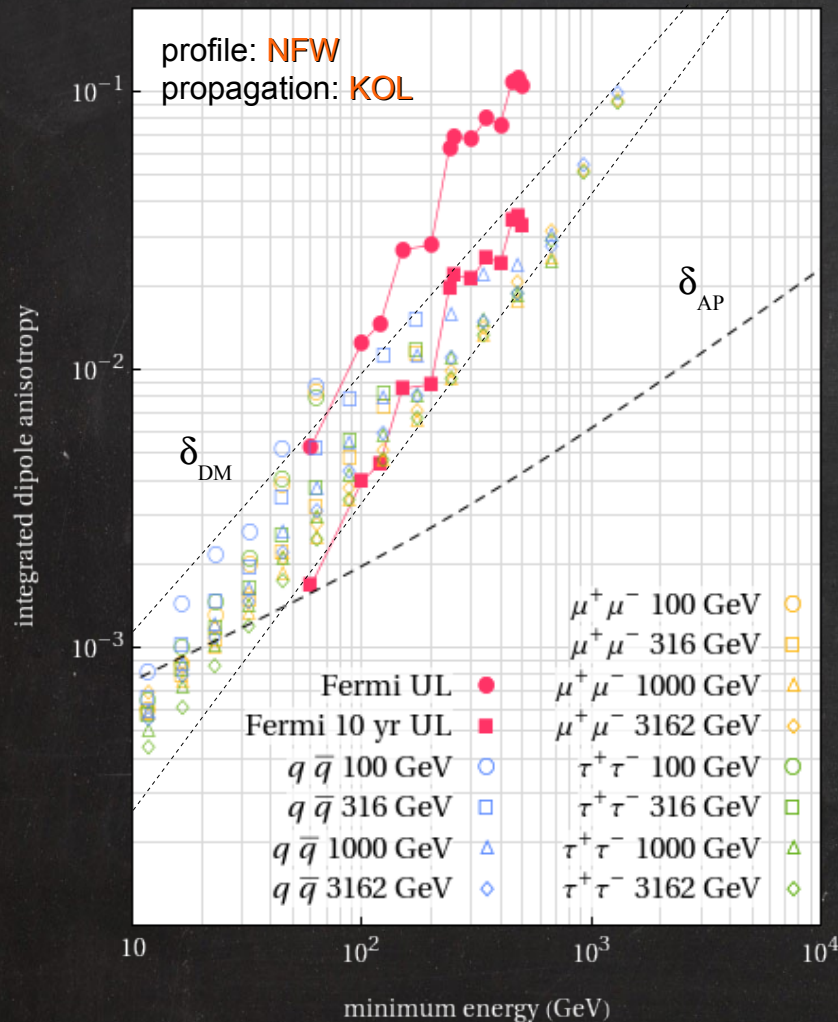 profile: NFW
propagation: KOL
10⁻¹
10⁻²
10⁻³
integrated dipole anisotropy
δ_DM
δ_AP
Fermi UL
Fermi 10 yr UL
q q̅ 100 GeV
q q̅ 316 GeV
q q̅ 1000 GeV
q q̅ 3162 GeV
μ⁺μ⁻ 100 GeV
μ⁺μ⁻ 316 GeV
μ⁺μ⁻ 1000 GeV
μ⁺μ⁻ 3162 GeV
τ⁺τ⁻ 100 GeV
τ⁺τ⁻ 316 GeV
τ⁺τ⁻ 1000 GeV
τ⁺τ⁻ 3162 GeV
10 10² 10³ 10⁴
minimum energy (GeV)